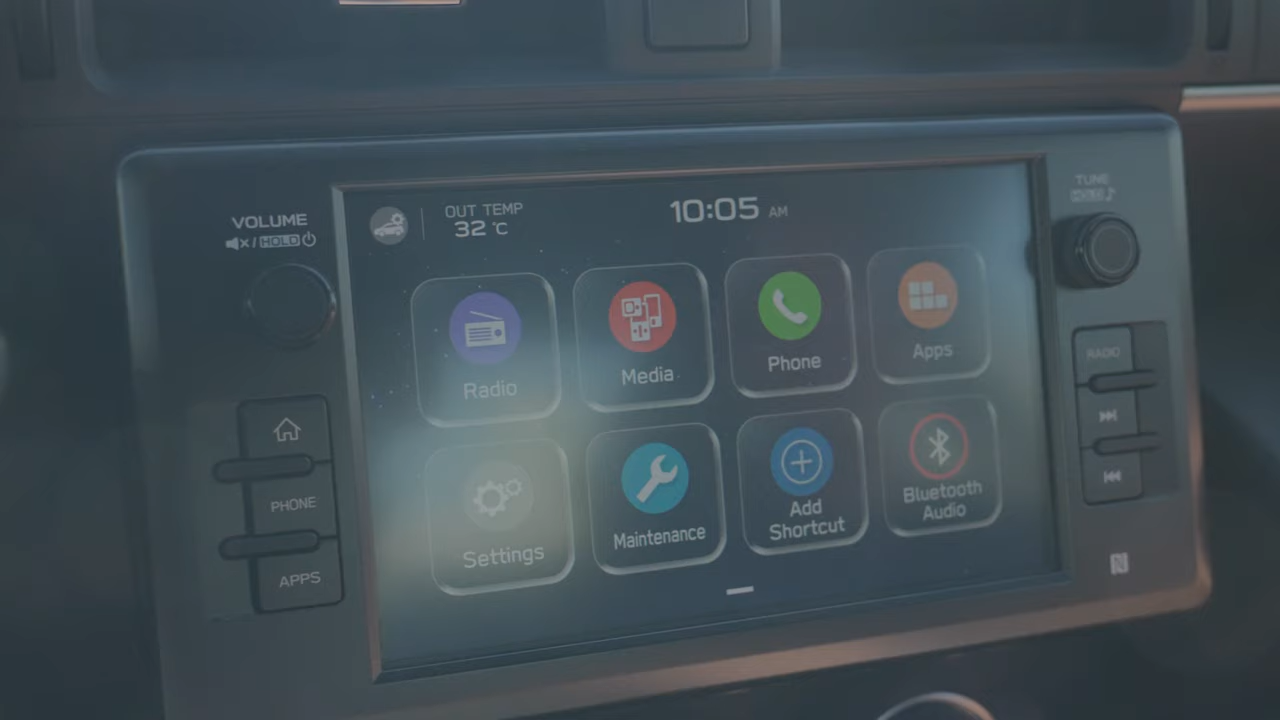 VOLUME
/ HOLD
OUT TEMP
32 °C
10:05 AM
TUNE
Radio
Media
Phone
Apps
Settings
Maintenance
Add
Shortcut
Bluetooth
Audio
PHONE
APPS
RADIO